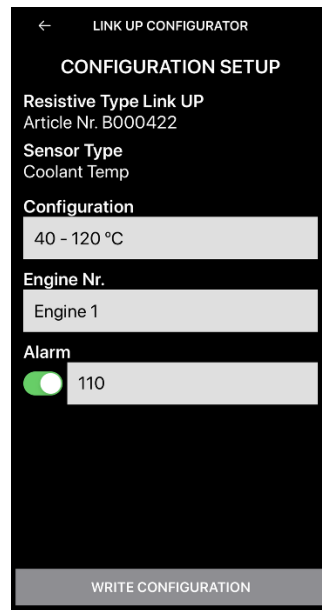 LINK UP CONFIGURATOR
CONFIGURATION SETUP
Resistive Type Link UP
Article Nr. B000422
Sensor Type
Coolant Temp
Configuration
40 - 120 ºC
Engine Nr.
Engine 1
Alarm
110
WRITE CONFIGURATION